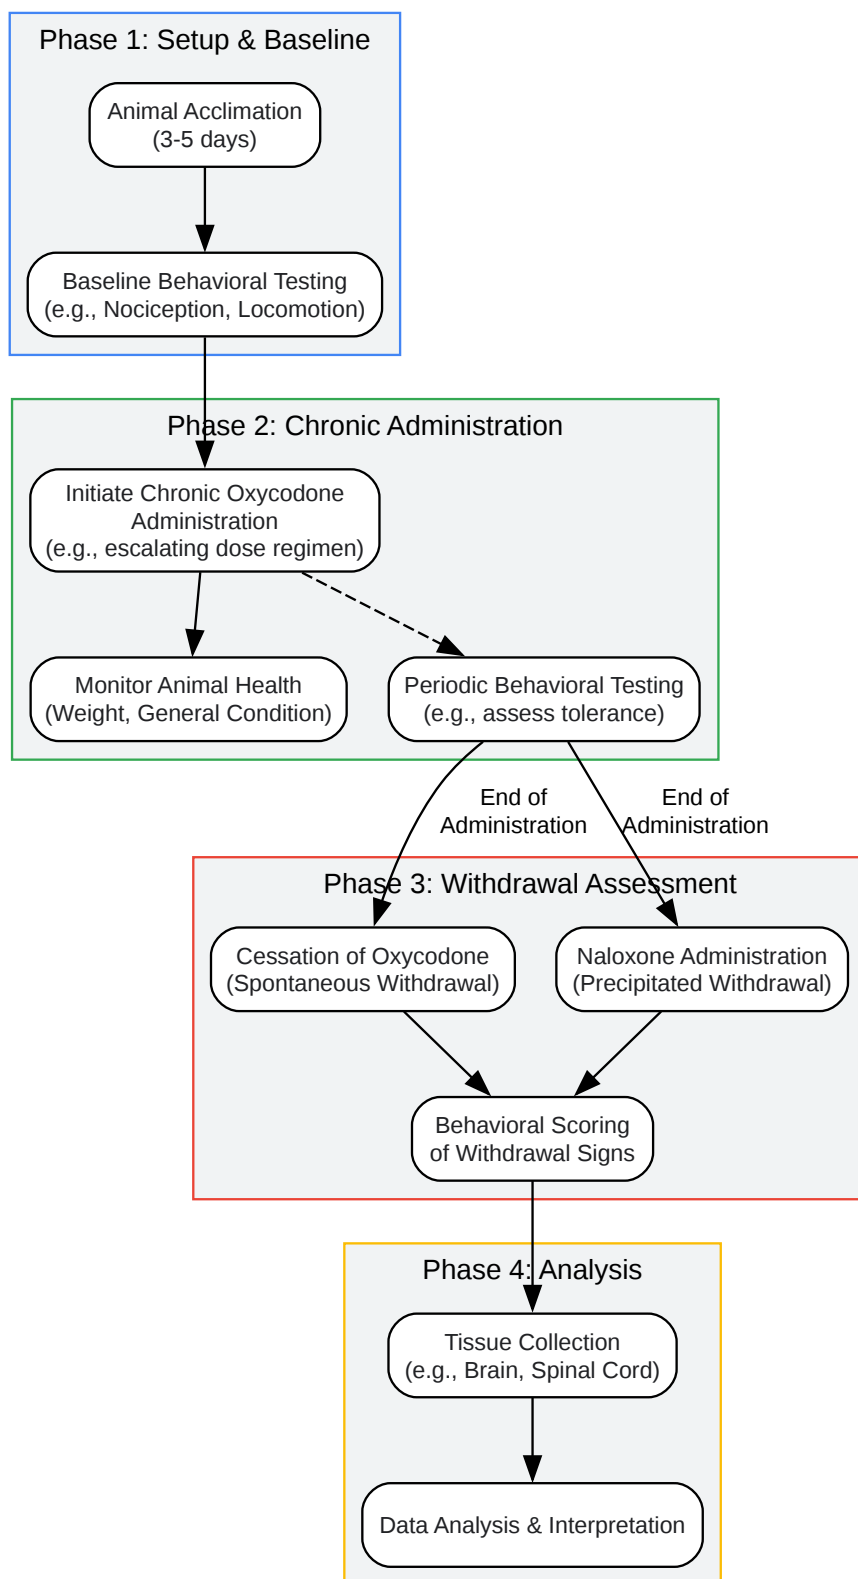 Phase 1: Setup & Baseline
Animal Acclimation
(3-5 days)
Baseline Behavioral Testing
(e.g., Nociception, Locomotion)
Phase 2: Chronic Administration
Initiate Chronic Oxycodone
Administration
(e.g., escalating dose regimen)
Monitor Animal Health
(Weight, General Condition)
Periodic Behavioral Testing
(e.g., assess tolerance)
End of
Administration
End of
Administration
Phase 3: Withdrawal Assessment
Cessation of Oxycodone
(Spontaneous Withdrawal)
Naloxone Administration
(Precipitated Withdrawal)
Behavioral Scoring
of Withdrawal Signs
Phase 4: Analysis
Tissue Collection
(e.g., Brain, Spinal Cord)
Data Analysis & Interpretation